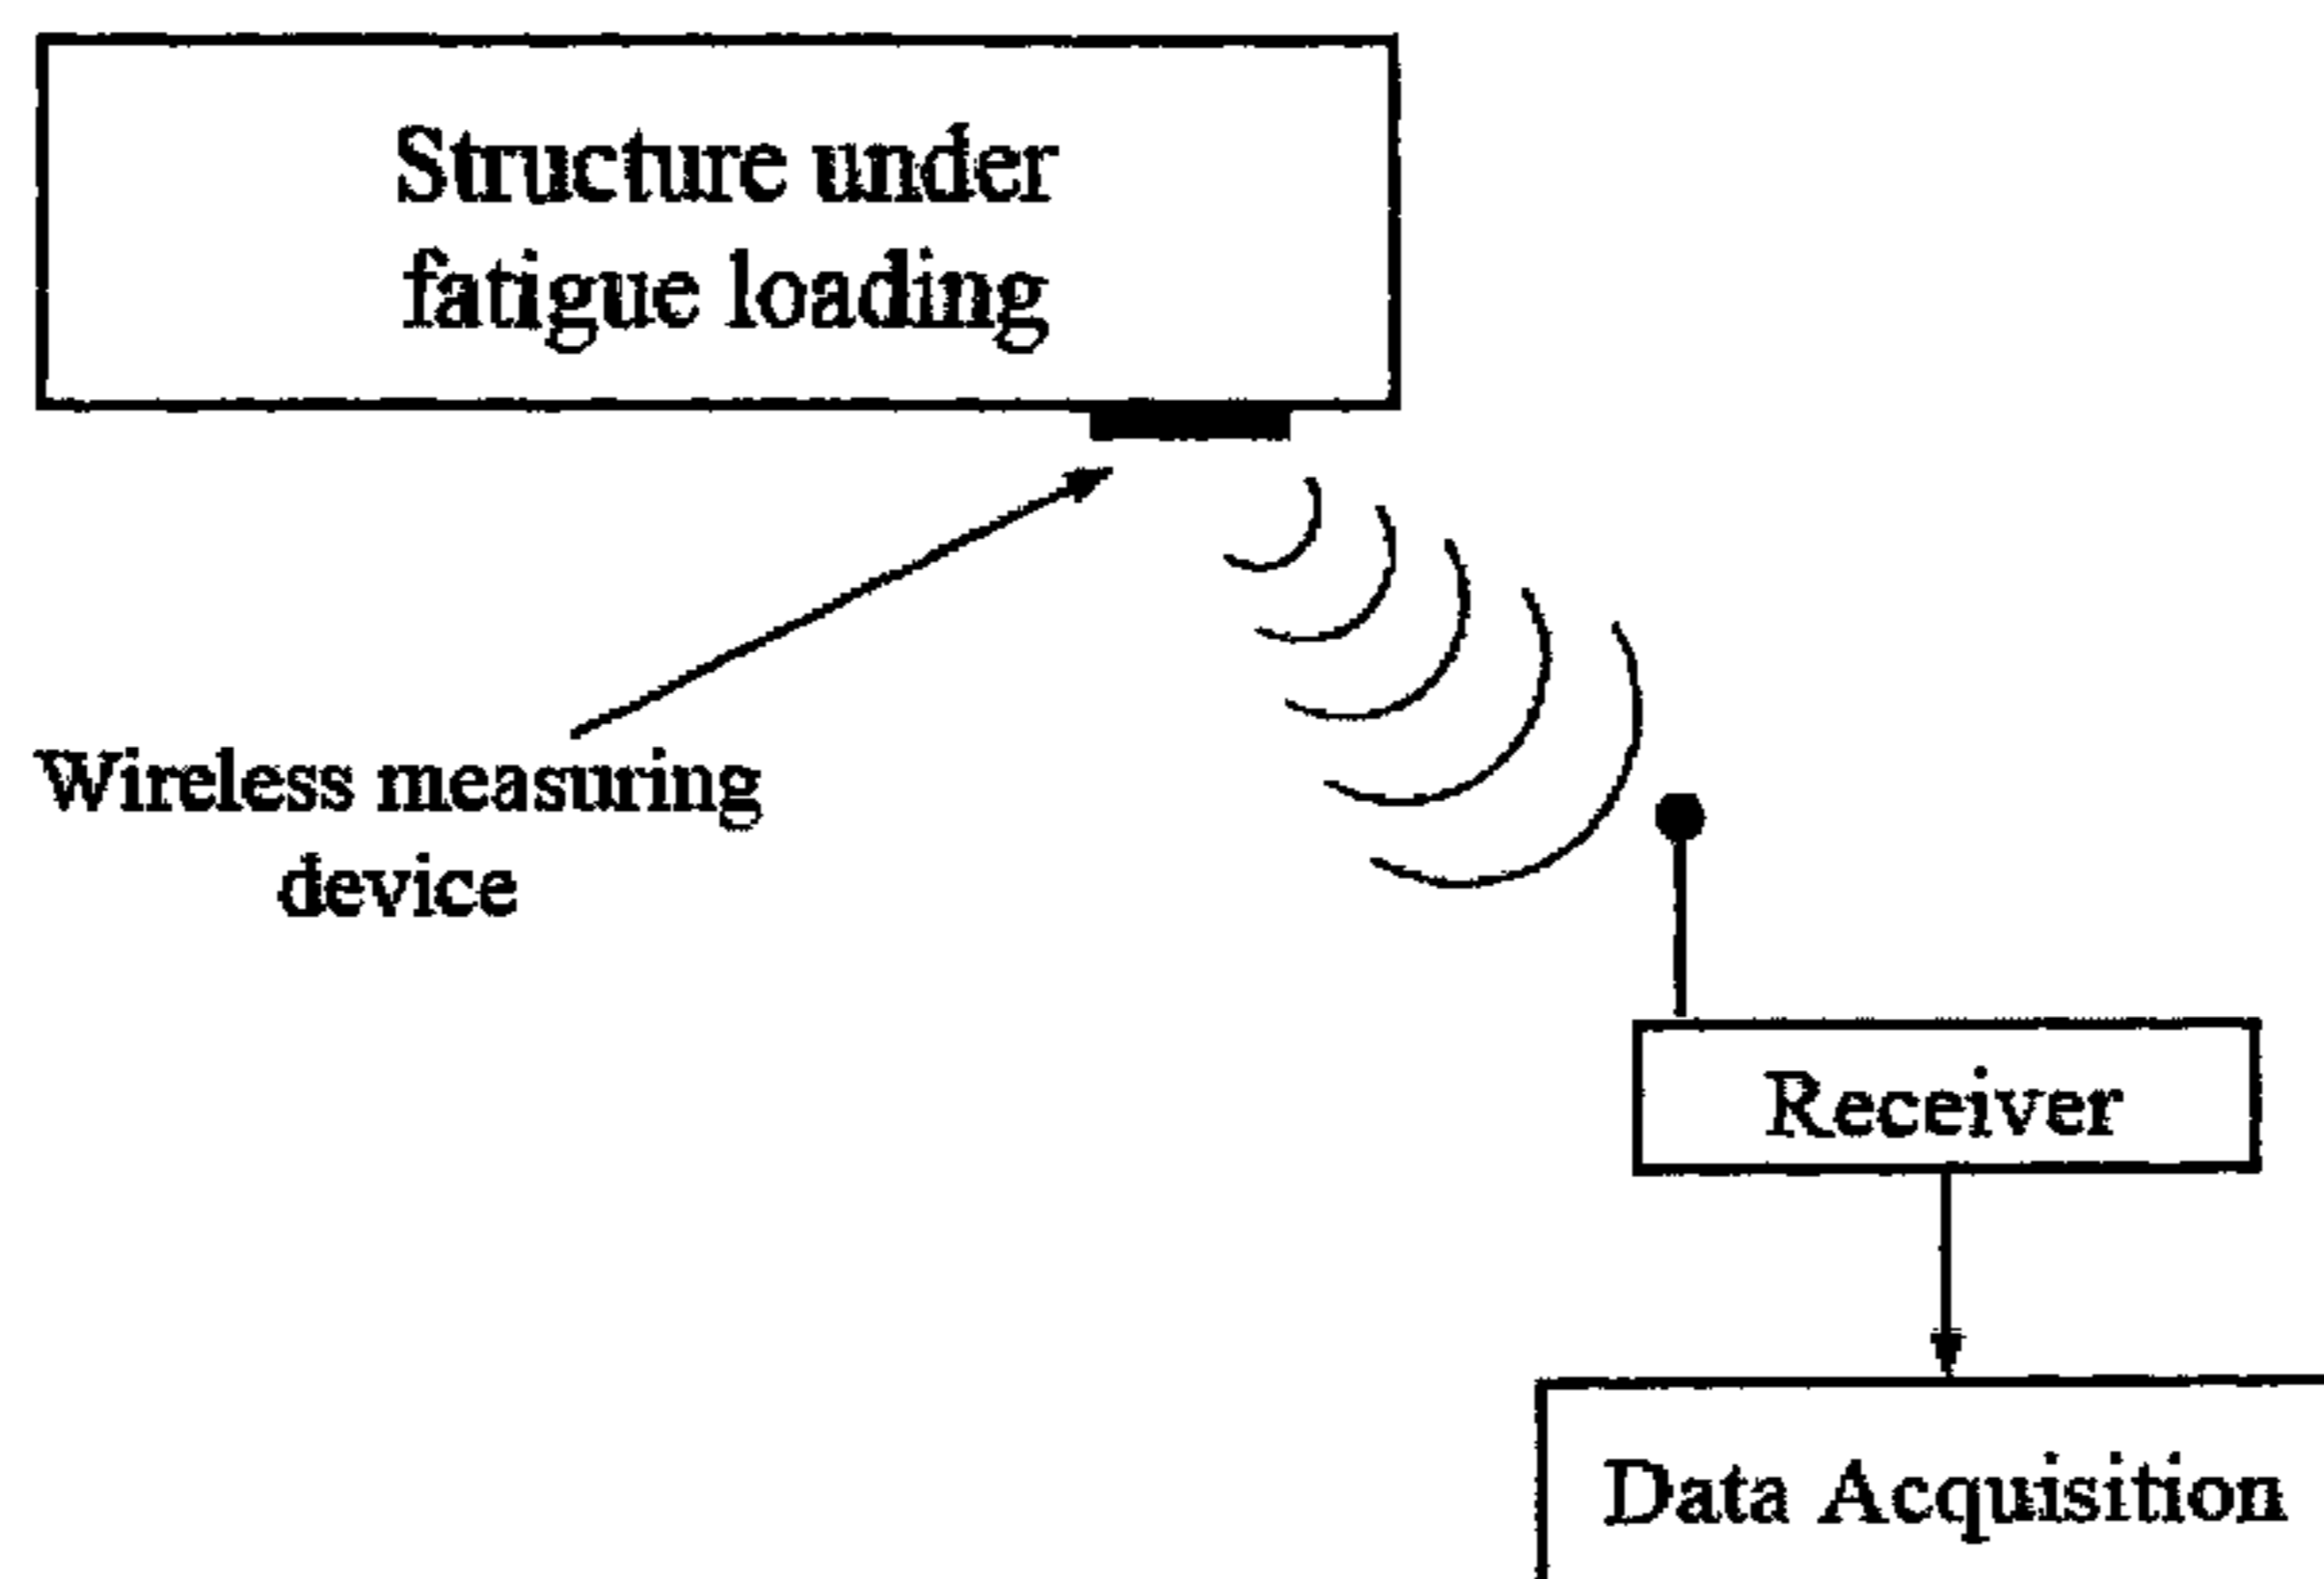 Structure under
fatigue loading
Wireless measuring
device
Receiver
Data Acquisition